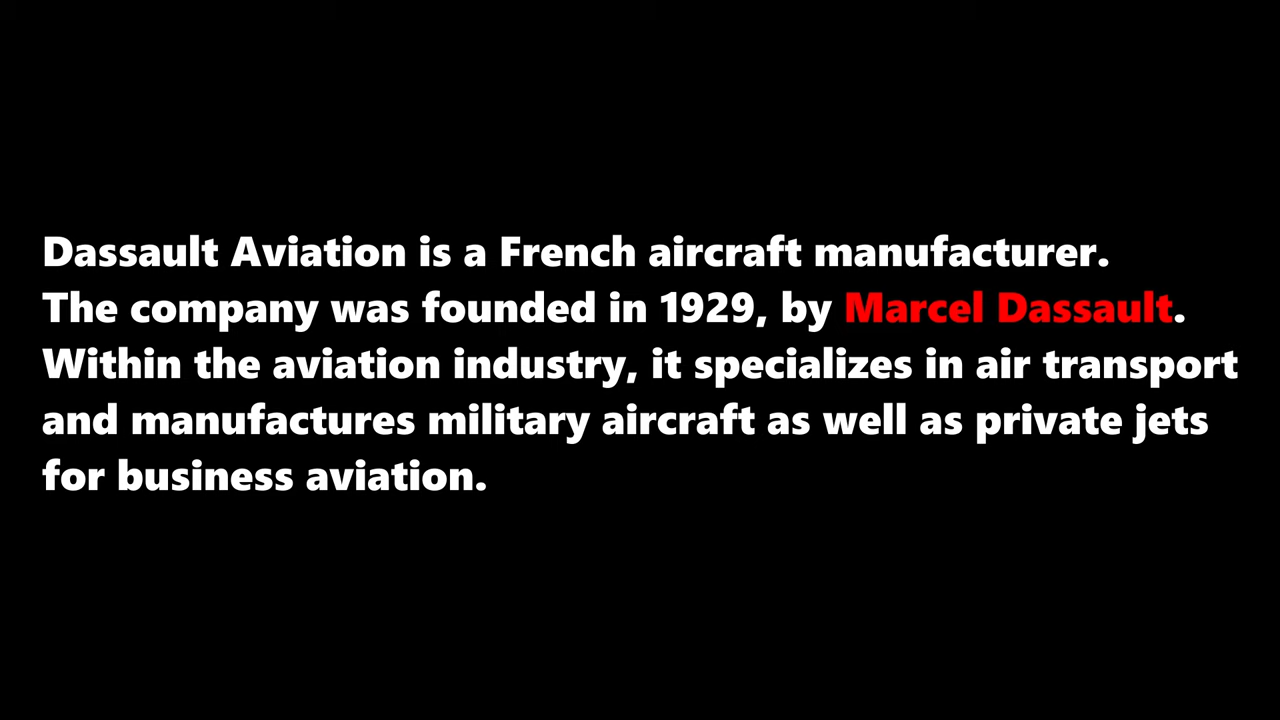 Dassault Aviation is a French aircraft manufacturer.
The company was founded in 1929, by Marcel Dassault.
Within the aviation industry, it specializes in air transport
and manufactures military aircraft as well as private jets
for business aviation.